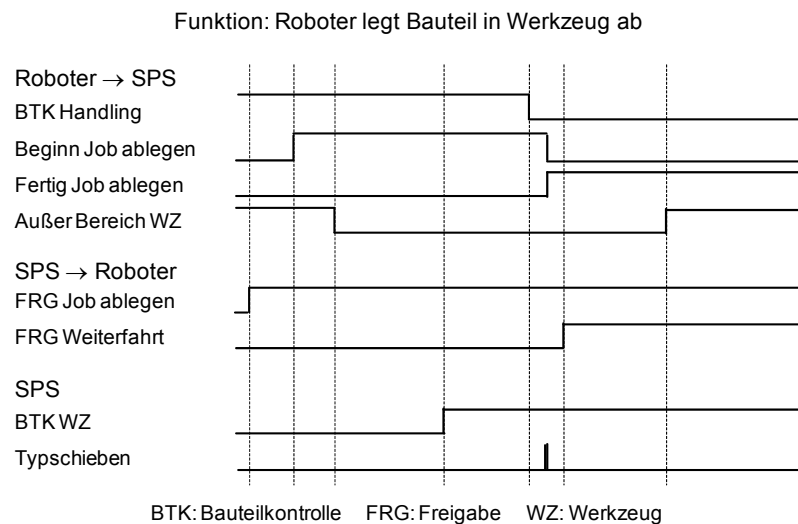 Funktion: Roboter legt Bauteil in Werkzeug ab
Roboter → SPS
BTK Handling
Beginn Job ablegen
Fertig Job ablegen
Außer Bereich WZ
SPS → Roboter
FRG Job ablegen
FRG Weiterfahrt
SPS
BTK WZ
Typschieben
BTK: Bauteilkontrolle FRG: Freigabe WZ: Werkzeug